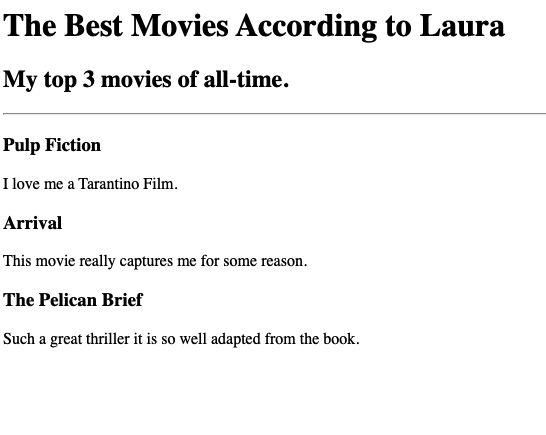 The Best Movies According to Laura
My top 3 movies of all-time.
Pulp Fiction
I love me a Tarantino Film.
Arrival
This movie really captures me for some reason.
The Pelican Brief
Such a great thriller it is so well adapted from the book.